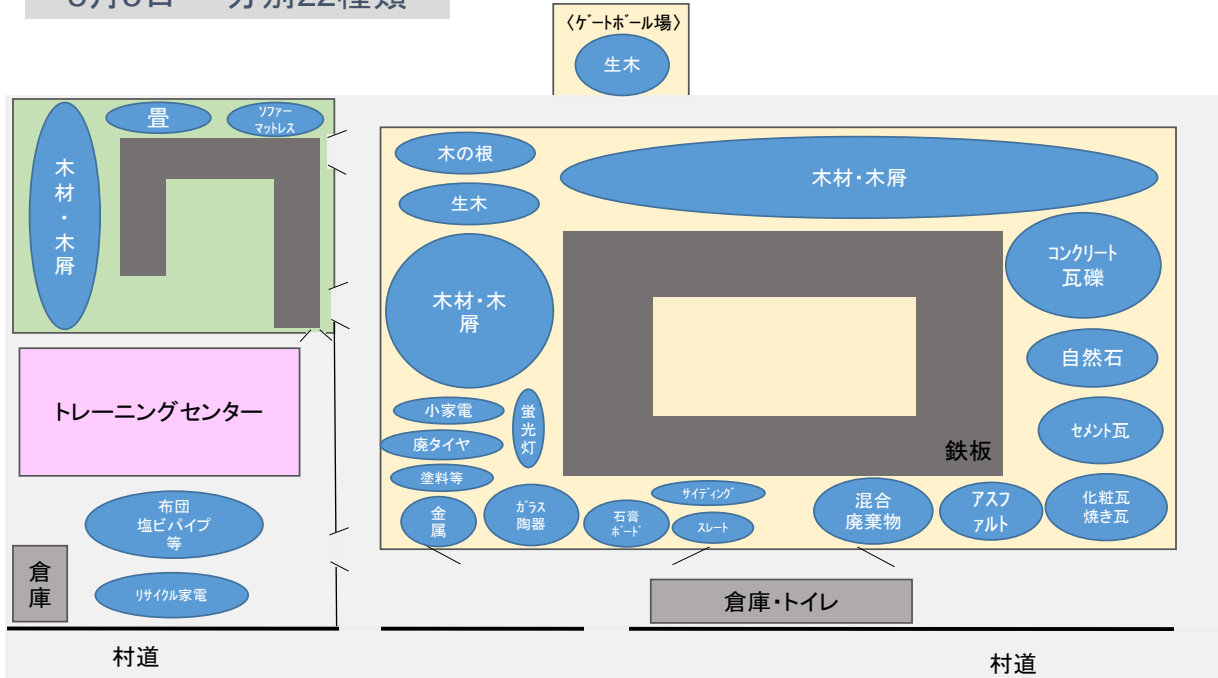 分別22種類
〈ｹﾞｰﾄﾎﾞｰﾙ場〉
生木
畳
ｿﾌｧｰ
ﾏｯﾄﾚｽ
木材・木屑
木の根
生木
木材・木屑
木材・木
屑
ｺﾝｸﾘｰﾄ
瓦礫
自然石
ｾﾒﾝﾄ瓦
トレーニングセンター
小家電
蛍光灯
廃タイヤ
塗料等
金
属
ｶﾞﾗｽ
陶器
石膏
ﾎﾞｰﾄﾞ
ｻｲﾃﾞｨﾝｸﾞ
ｽﾚｰﾄ
鉄板
混合
廃棄物
アスフ
ァルト
化粧瓦
焼き瓦
布団
塩ビパイプ
等
倉
庫
ﾘｻｲｸﾙ家電
倉庫・トイレ
村道
村道